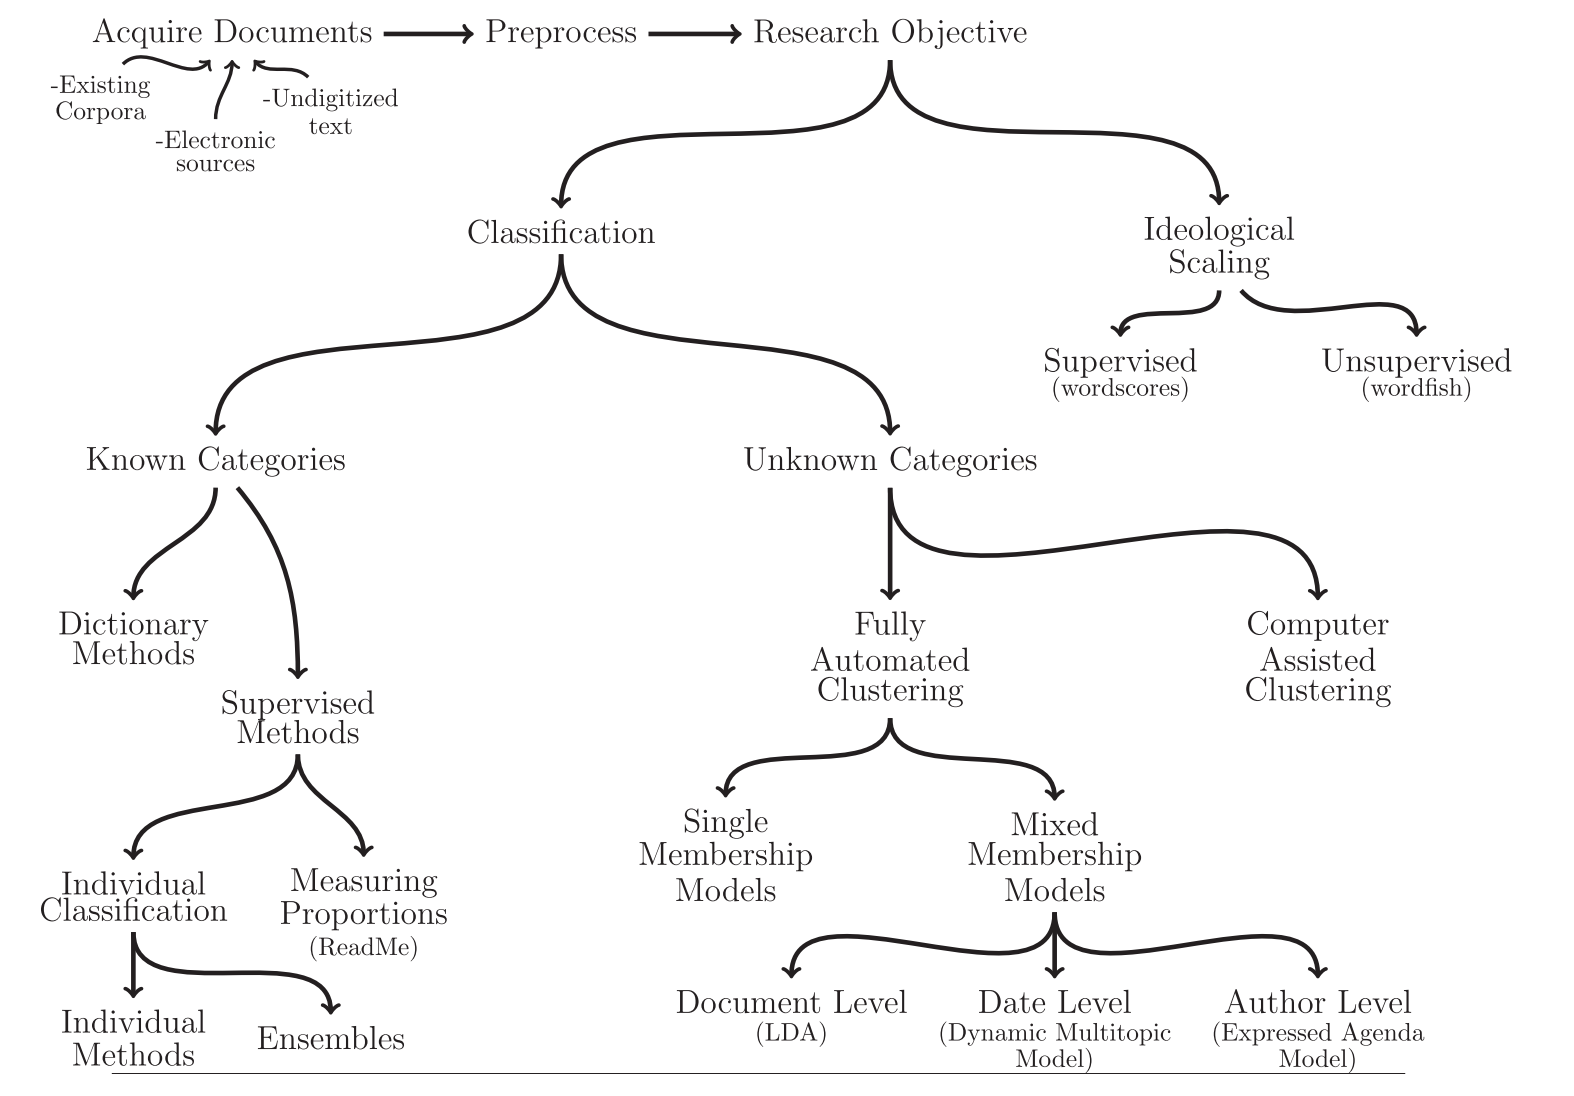 Acquire Documents
Preprocess
Research Objective
-Existing
Corpora
-Undigitized
text
-Electronic
sources
Classification
Ideological
Scaling
Supervised
(wordscores)
Unsupervised
(wordfish)
Known Categories
Unknown Categories
Dictionary
Methods
Supervised
Methods
Fully
Automated
Clustering
Computer
Assisted
Clustering
Individual
Classification
Measuring
Proportions
(ReadMe)
Single
Membership
Models
Mixed
Membership
Models
Individual
Methods
Ensembles
Document Level
(LDA)
Date Level
(Dynamic Multitopic
Model)
Author Level
(Expressed Agenda
Model)